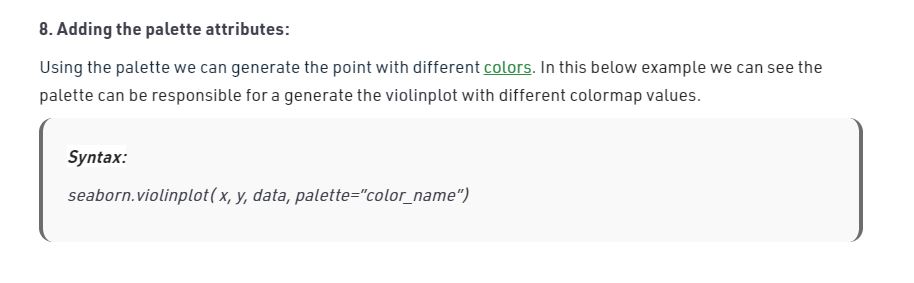 8. Adding the palette attributes:
Using the palette we can generate the point with different colors. In this below example we can see the
palette can be responsible for a generate the violinplot with different colormap values.
Syntax:
seaborn.violinplot( x, y, data, palette=”color_name”)